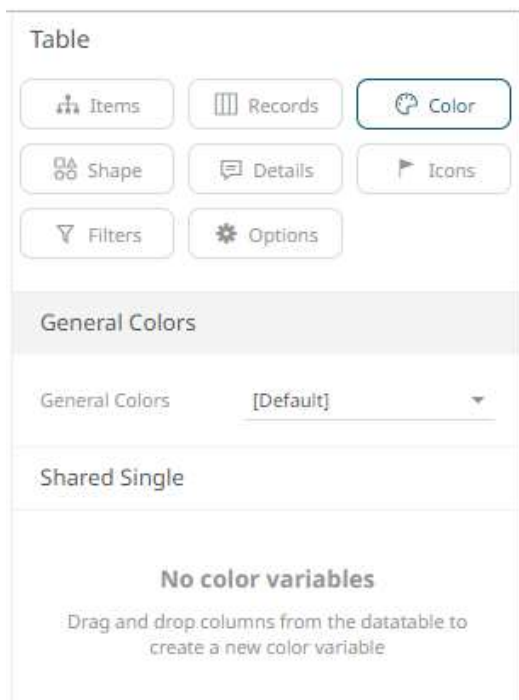 Table
Items
Records
Color
Shape
Details
Icons
Filters
Options
General Colors
General Colors [Default]
Shared Single
No color variables
Drag and drop columns from the datatable to
create a new color variable